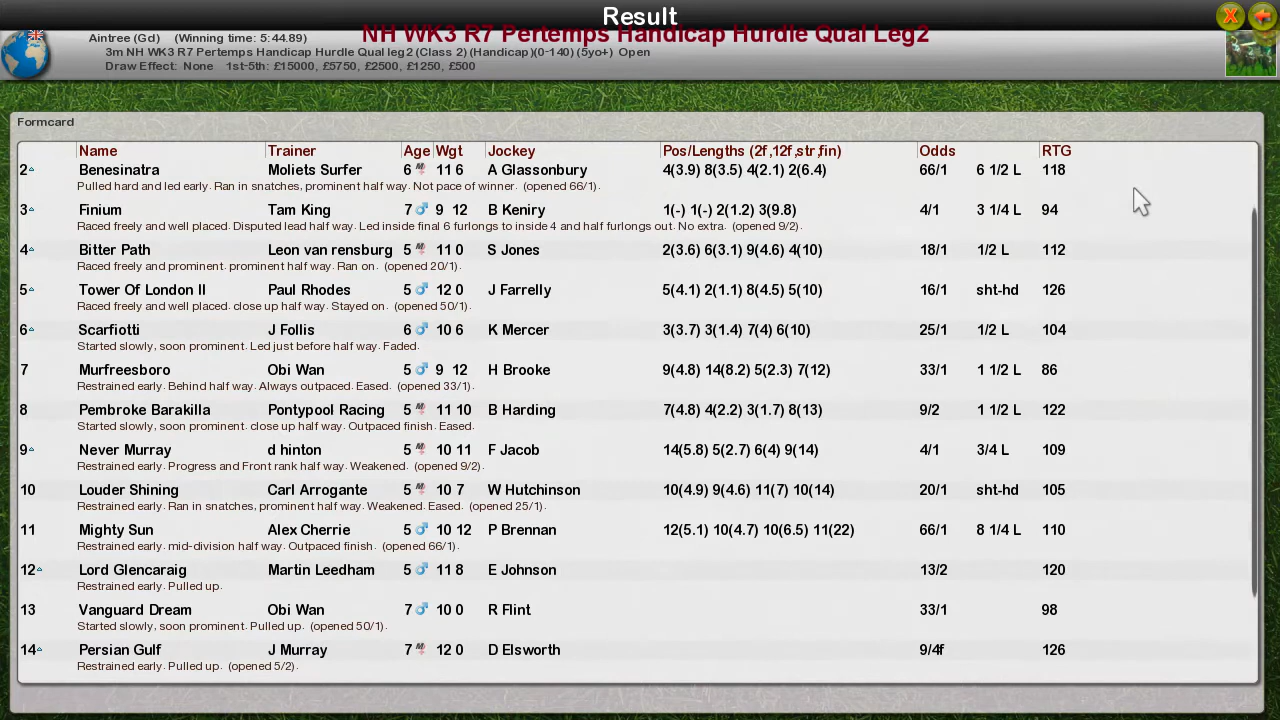 Result
NH WK3 R7 Pertemps Handicap Hurdle Qual Leg2
Aintree (Gd) (Winning time: 5:44.89)
3m NH WK3 R7 Pertemps Handicap Hurdle Qual leg2 (Class 2) (Handicap)(0-140) (5yo+) Open
Draw Effect: None 1st-5th: £15000, £5750, £2500, £1250, £500
Formcard
Name Trainer Age Wgt Jockey Pos/Lengths (2f,12f,str,fin) Odds RTG
2 Benesinatra Moliets Surfer 6 11 6 A Glassonbury 4(3.9) 8(3.5) 4(2.1) 2(6.4) 66/1 6 1/2 L 118
Pulled hard and led early. Ran in snatches, prominent half way. Not pace of winner. (opened 66/1).
3 Finium Tam King 7 9 12 B Keniry 1(-) 1(-) 2(1.2) 3(9.8) 4/1 3 1/4 L 94
Raced freely and well placed. Disputed lead half way. Led inside final 6 furlongs to inside 4 and half furlongs out. No extra. (opened 9/2).
4 Bitter Path Leon van rensburg 5 11 0 S Jones 2(3.6) 6(3.1) 9(4.6) 4(10) 18/1 1/2 L 112
Raced freely and prominent. prominent half way. Ran on. (opened 20/1).
5 Tower Of London II Paul Rhodes 5 12 0 J Farrelly 5(4.1) 2(1.1) 8(4.5) 5(10) 16/1 sht-hd 126
Raced freely and well placed. close up half way. Stayed on. (opened 50/1).
6 Scarfiotti J Follis 6 10 6 K Mercer 3(3.7) 3(1.4) 7(4) 6(10) 25/1 1/2 L 104
Started slowly, soon prominent. Led just before half way. Faded.
7 Murfreesboro Obi Wan 5 9 12 H Brooke 9(4.8) 14(8.2) 5(2.3) 7(12) 33/1 1 1/2 L 86
Restrained early. Behind half way. Always outpaced. Eased. (opened 33/1).
8 Pembroke Barakilla Pontypool Racing 5 11 10 B Harding 7(4.8) 4(2.2) 3(1.7) 8(13) 9/2 1 1/2 L 122
Started slowly, soon prominent. close up half way. Outpaced finish. Eased.
9 Never Murray d hinton 5 10 11 F Jacob 14(5.8) 5(2.7) 6(4) 9(14) 4/1 3/4 L 109
Restrained early. Progress and Front rank half way. Weakened. (opened 9/2).
10 Louder Shining Carl Arrogante 5 10 7 W Hutchinson 10(4.9) 9(4.6) 11(7) 10(14) 20/1 sht-hd 105
Restrained early. Ran in snatches, prominent half way. Weakened. Eased. (opened 25/1).
11 Mighty Sun Alex Cherrie 5 10 12 P Brennan 12(5.1) 10(4.7) 10(6.5) 11(22) 66/1 8 1/4 L 110
Restrained early. mid-division half way. Outpaced finish. (opened 66/1).
12 Lord Glencaraig Martin Leedham 5 11 8 E Johnson 13/2 120
Restrained early. Pulled up.
13 Vanguard Dream Obi Wan 7 10 0 R Flint 33/1 98
Started slowly, soon prominent. Pulled up. (opened 50/1).
14 Persian Gulf J Murray 7 12 0 D Elsworth 9/4f 126
Restrained early. Pulled up. (opened 5/2).